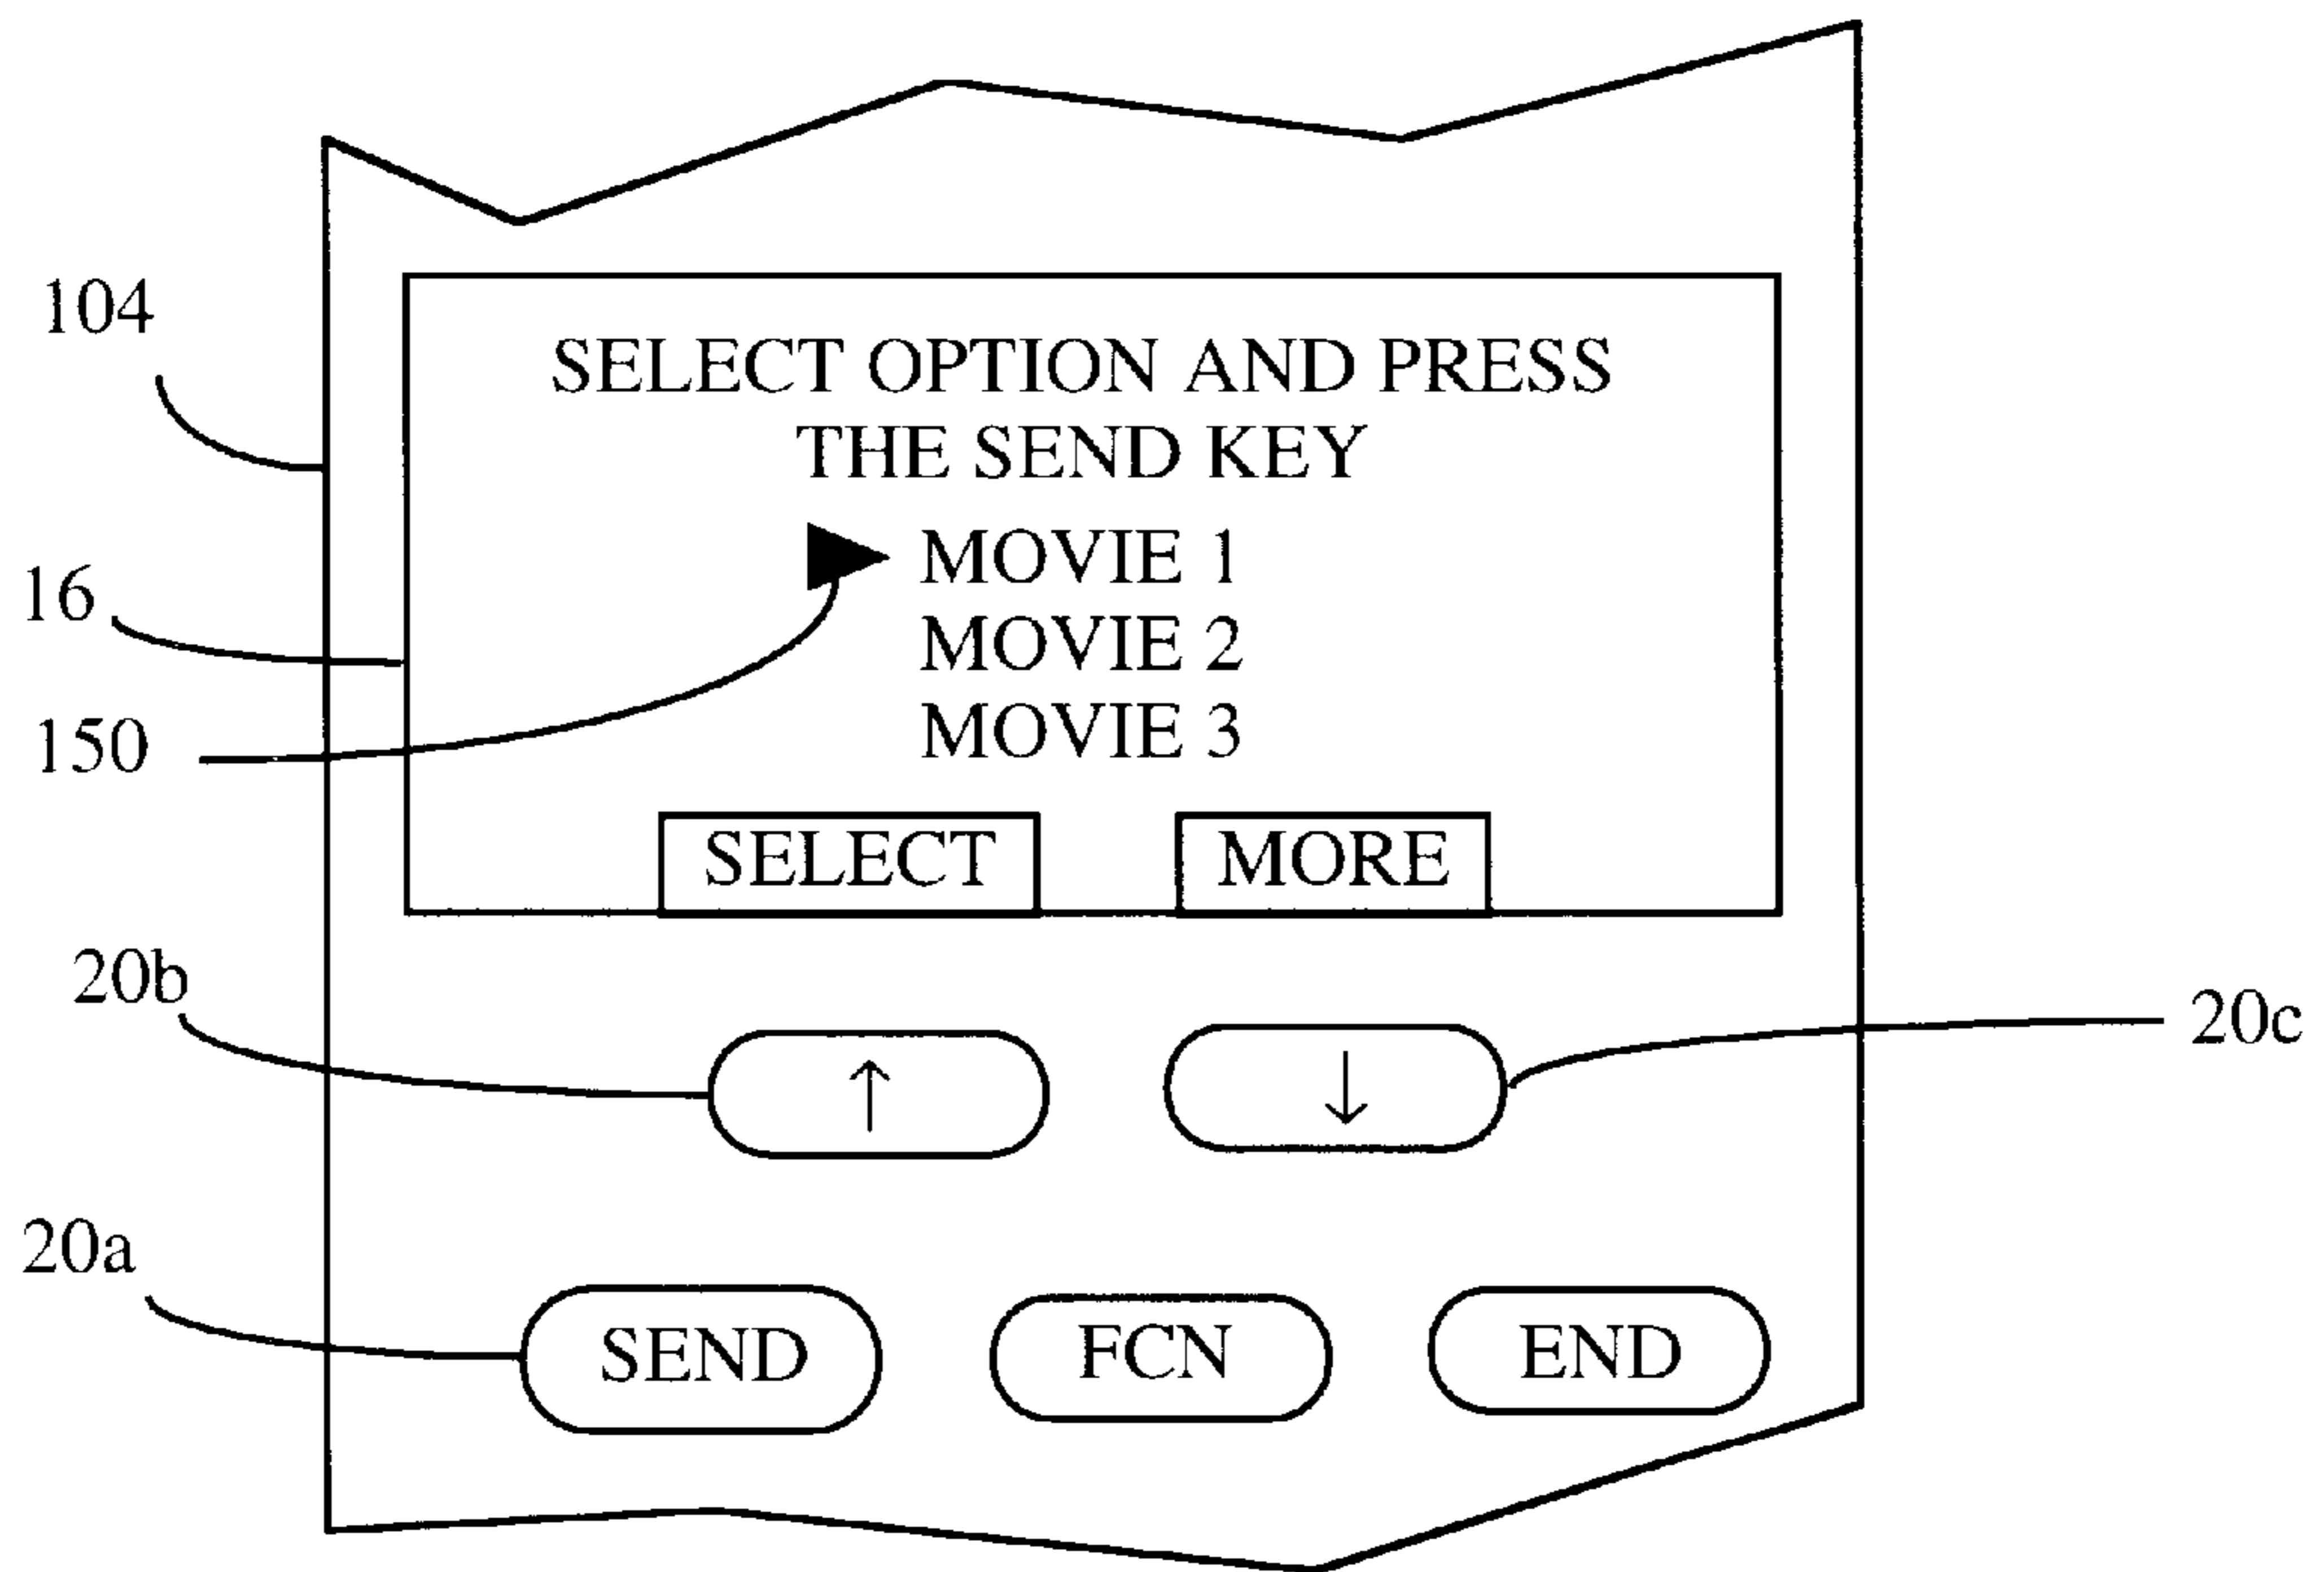 104
SELECT OPTION AND PRESS
THE SEND KEY
16
MOVIE 1
MOVIE 2
150
MOVIE 3
SELECT MORE
20b
20c
↑ ↓
20a
SEND FCN END